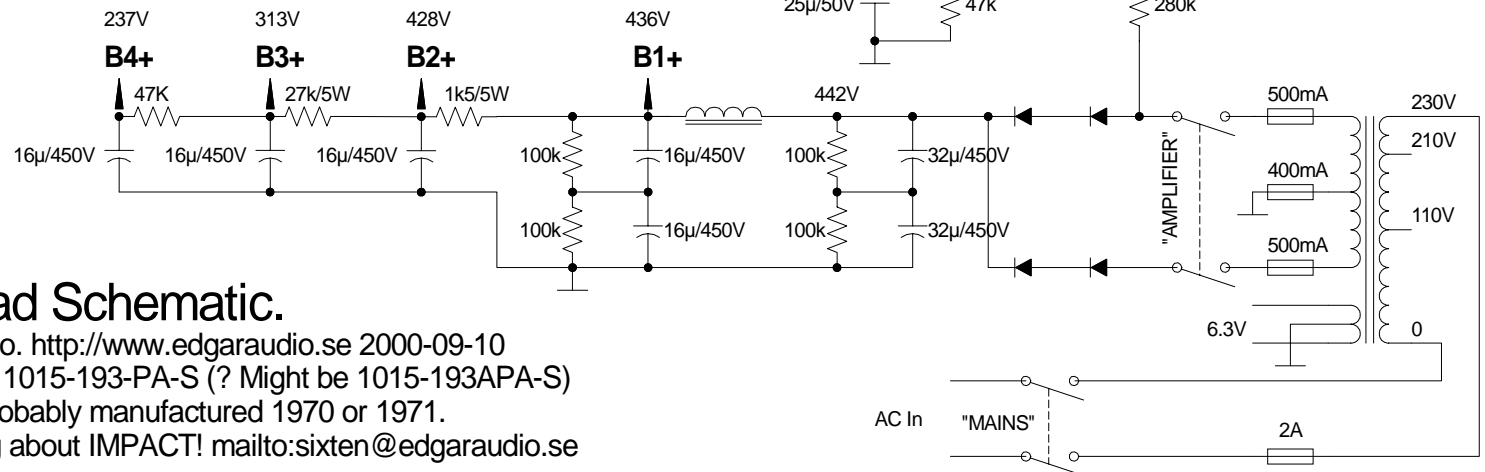 25µ/50V
47k
280k
237V 313V 428V 436V
B4+ B3+ B2+ B1+
47K 27k/5W 1k5/5W 442V 500mA 230V
16µ/450V 16µ/450V 16µ/450V 100k 16µ/450V 100k 32µ/450V 210V
"AMPLIFIER"
400mA
110V
100k 16µ/450V 100k 32µ/450V 500mA
6.3V 0
ad Schematic.
o. http://www.edgaraudio.se 2000-09-10
1015-193-PA-S (? Might be 1015-193APA-S)
obably manufactured 1970 or 1971.
g about IMPACT! mailto:sixten@edgaraudio.se
AC In "MAINS" 2A